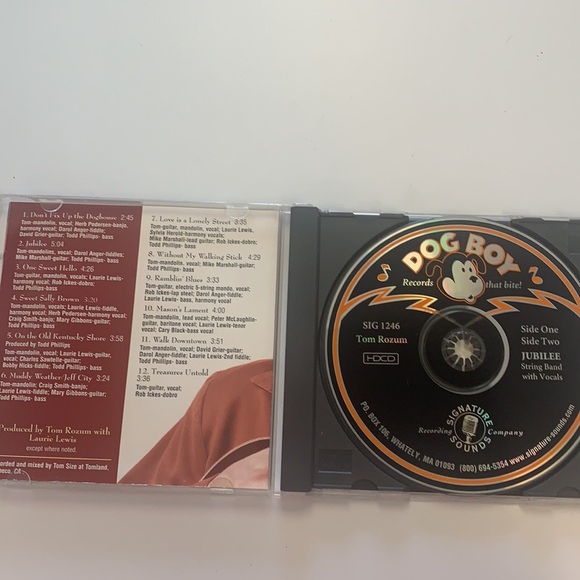 1. Don't Fix Up the Doghouse 2:45
Tom-mandolin, vocal; Herb Pedersen-banjo,
harmony vocal; Darol Anger-fiddle;
David Grier-guitar; Todd Phillips- bass
2. Jubilee 5:04
Tom-mandolins, vocal; Darol Anger-fiddles;
Mike Marshall-lead guitar; Todd Phillips- bass
3. One Sweet Hello 4:26
Tom-mandolin, vocals; Laurie Lewis-
harmony vocal; Rob Ickes-dobro;
Todd Phillips-bass
4. Sweet Sally Brown 3:20
Tom-mandolin, vocal; Laurie Lewis-
harmony vocal; Herb Pedersen-harmony vocal;
Craig Smith-banjo; Mary Gibbons-guitar;
Todd Phillips- bass
5. On the Old Kentucky Shore 3:58
Produced by Todd Phillips
Tom-mandolin, vocal; Laurie Lewis-guitar,
vocal; Charles Sawtelle-guitar;
Bobby Hicks-fiddle; Todd Phillips- bass
6. Muddy Weather/Jeff City 3:24
Tom-mandolin; Craig Smith-banjo;
Laurie Lewis-fiddle; Mary Gibbons-guitar;
Todd Phillips- bass
Produced by Tom Rozum with
Laurie Lewis
except where noted.
corded and mixed by Tom Size at Tomland,
CA
7. Love is a Lonely Street 3:35
Tom-guitar, mandolin, vocal; Laurie Lewis,
Sylvia Herold-harmony vocals;
Mike Marshall-guitar; Rob Ickes-dobro;
Todd Phillips- bass
8. Without My Walking Stick 4:29
Tom-mandolin, vocal; Darol Anger-fiddle;
Mike Marshall-lead guitar; Todd Phillips- bass
9. Ramblin' Blues 3:33
Tom-guitar, electric 5-string mando, vocal;
Rob Ickes-lap steel; Darol Anger-fiddle;
Laurie Lewis- bass, harmony vocal
10. Mason's Lament 4:00
Tom-mandolin, lead vocal; Peter McLaughlin-
guitar, baritone vocal; Laurie Lewis-tenor
vocal; Cary Black-bass vocal
11. Walk Downtown 3:51
Tom-mandolin, vocal; David Grier-guitar;
Darol Anger-fiddle; Laurie Lewis-2nd fiddle;
Todd Phillips- bass
12. Treasures Untold
3:36
Tom-guitar, vocal;
Rob Ickes-dobro
DOG BOY
Records
that bite!
SIG 1246
Tom Rozum
HDCD
Side One
Side Two
JUBILEE
String Band
with Vocals
Recording
SIGNATURE
SOUNDS
Company
PO. BOX 106, WHATELY, MA 01093 (800) 694-5354 www.signature-sounds.com